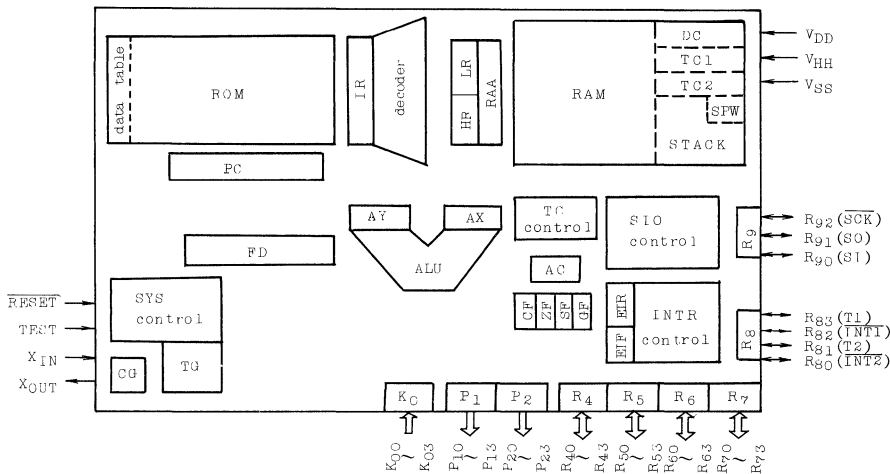 data table
ROM
IR
decoder
HR
LR
RAA
RAM
DC
TC1
TC2
SPW
STACK
VDD
VHH
VSS
PC
FD
AY
AX
ALU
TC
control
SIO
control
AC
CF
ZF
SF
GF
EIR
EIF
INTR
control
R9
R92 (SCK)
R91 (SO)
R90 (SI)
R8
R83 (T1)
R82 (INT1)
R81 (T2)
R80 (INT2)
RESET
TEST
XIN
XOUT
SYS
control
CG
TG
K0
P1
P2
R4
R5
R6
R7
K00 ~ K03
P10 ~ P13
P20 ~ P23
R40 ~ R43
R50 ~ R53
R60 ~ R63
R70 ~ R73